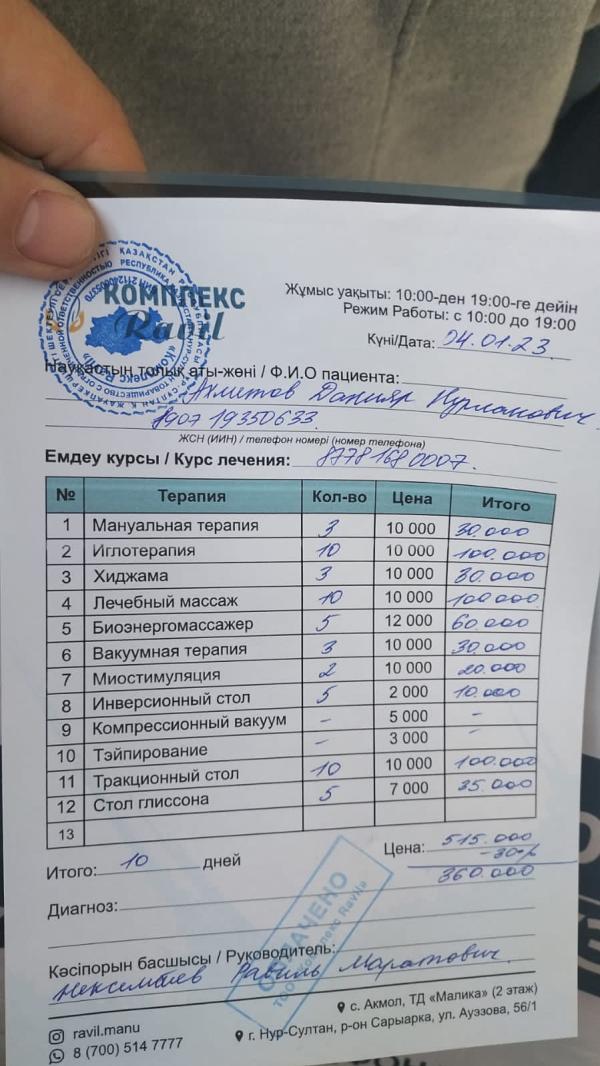 КОМПЛЕКС
Ravil
Жұмыс уақыты: 10:00-ден 19:00-ге дейін
Режим Работы: с 10:00 до 19:00
Күні/Дата: 04.01.23
Науқастың толық аты-жөні / Ф.И.О пациента:
Ахметов Данияр Нурланович
890719350633
ЖСН (ИИН) / телефон номері (номер телефона)
Емдеу курсы / Курс лечения: 87781680007.
№ Терапия Кол-во Цена Итого
1 Мануальная терапия 3 10 000 30.000
2 Иглотерапия 10 10 000 100.000
3 Хиджама 3 10 000 30.000
4 Лечебный массаж 10 10 000 100000
5 Биоэнергомассажер 5 12 000 60 000
6 Вакуумная терапия 3 10 000 30.000
7 Миостимуляция 2 10 000 20.000
8 Инверсионный стол 5 2 000 10.000
9 Компрессионный вакуум - 5 000 -
10 Тэйпирование - 3 000 -
11 Тракционный стол 10 10 000 100.000
12 Стол глиссона 5 7 000 35.000
13
Итого: 10 дней
Цена: 515.000
-30%
360.000
Диагноз:
ОПЛАЧЕНО
ТОО Комплекс Ravila
Кәсіпорын басшысы / Руководитель:
Равиль Маратович
ravil.manu
8 (700) 514 7777
с. Акмол, ТД «Малика» (2 этаж)
г. Нур-Султан, р-он Сарыарка, ул. Ауэзова, 56/1